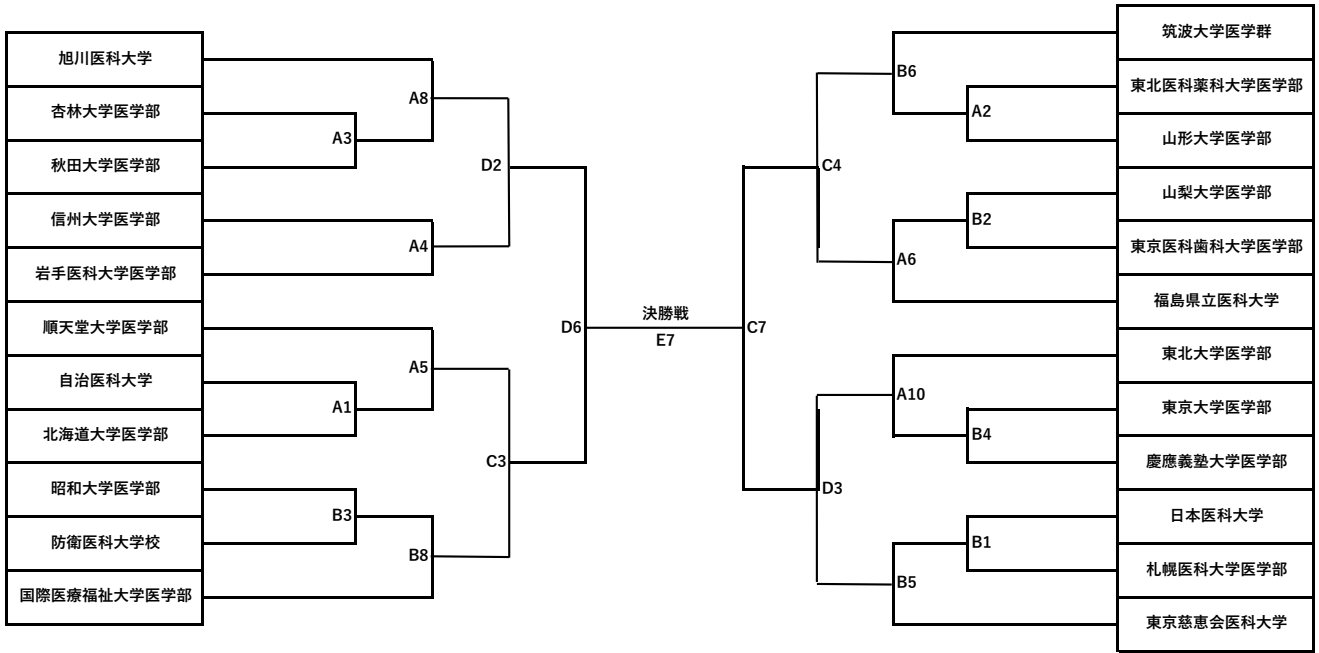 旭川医科大学
杏林大学医学部
秋田大学医学部
信州大学医学部
岩手医科大学医学部
順天堂大学医学部
自治医科大学
北海道大学医学部
昭和大学医学部
防衛医科大学校
国際医療福祉大学医学部
A3
A1
B3
A8
A4
A5
B8
D2
C3
D6
決勝戦
E7
C7
C4
D3
B6
A6
A10
B5
A2
B2
B4
B1
筑波大学医学群
東北医科薬科大学医学部
山形大学医学部
山梨大学医学部
東京医科歯科大学医学部
福島県立医科大学
東北大学医学部
東京大学医学部
慶應義塾大学医学部
日本医科大学
札幌医科大学医学部
東京慈恵会医科大学